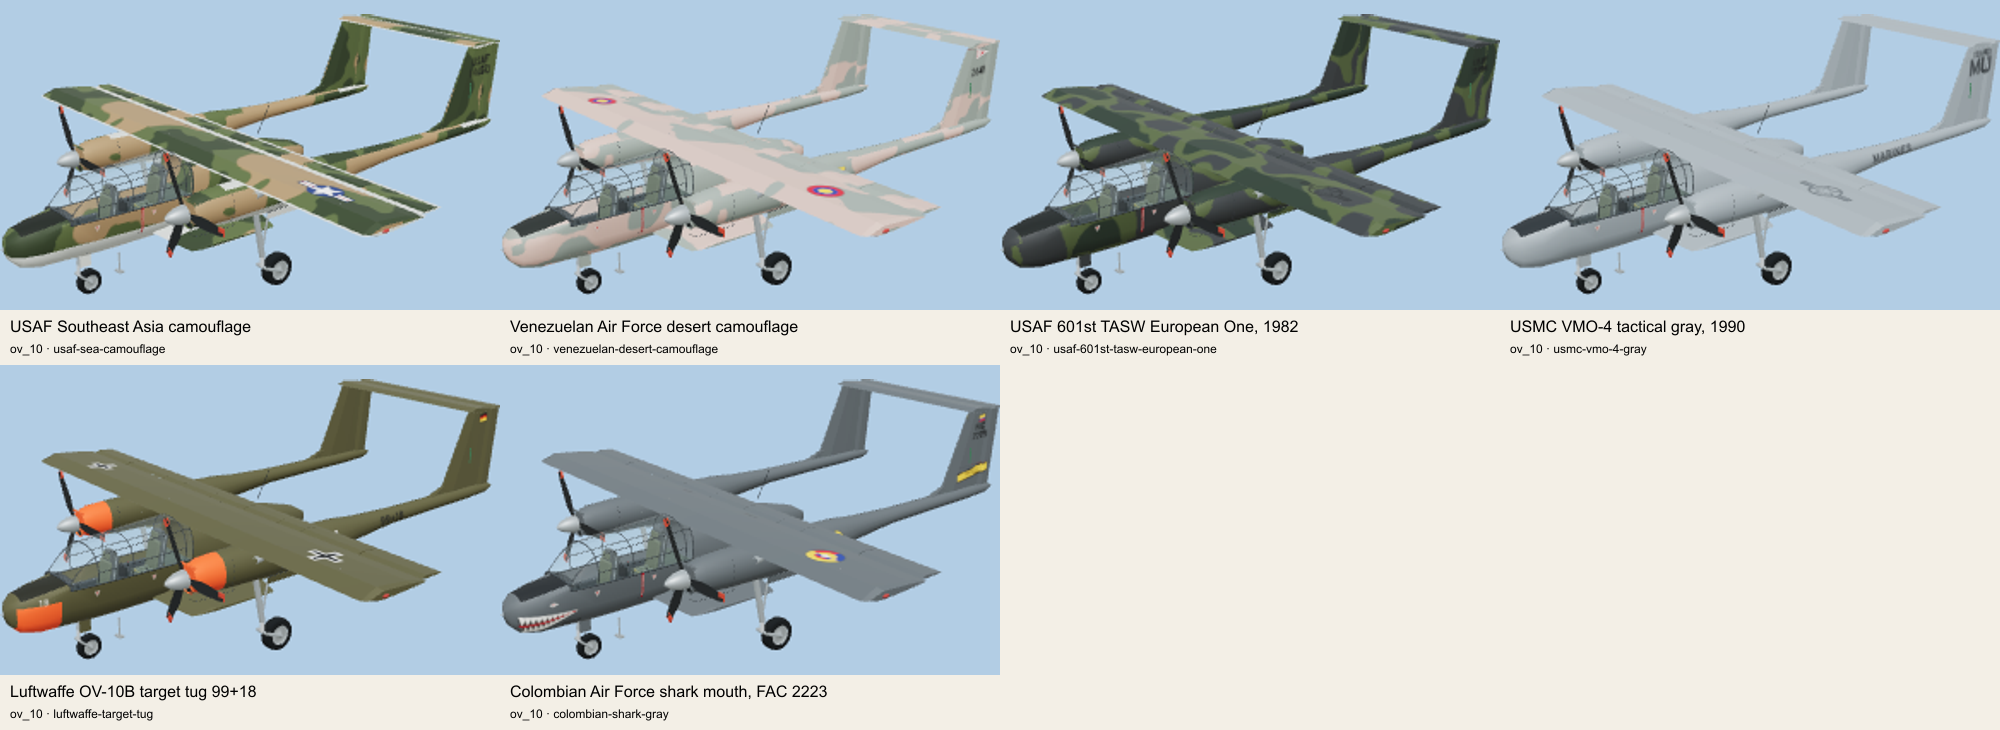 USAF Southeast Asia camouflage
ov_10 · usaf-sea-camouflage
Venezuelan Air Force desert camouflage
ov_10 · venezuelan-desert-camouflage
USAF 601st TASW European One, 1982
ov_10 · usaf-601st-tasw-european-one
MU
MARINES
USMC VMO-4 tactical gray, 1990
ov_10 · usmc-vmo-4-gray
Luftwaffe OV-10B target tug 99+18
ov_10 · luftwaffe-target-tug
Colombian Air Force shark mouth, FAC 2223
ov_10 · colombian-shark-gray